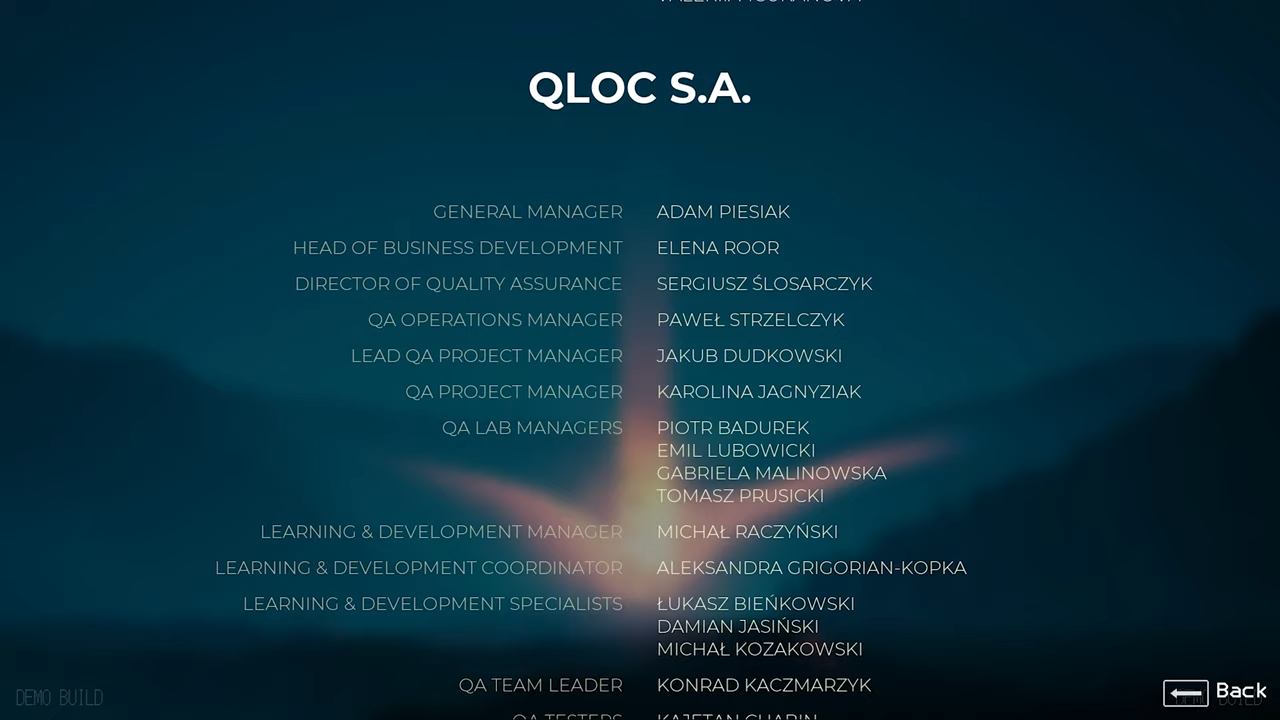 QLOC S.A.
GENERAL MANAGER ADAM PIESIAK
HEAD OF BUSINESS DEVELOPMENT ELENA ROOR
DIRECTOR OF QUALITY ASSURANCE SERGIUSZ ŚLOSARCZYK
QA OPERATIONS MANAGER PAWEŁ STRZELCZYK
LEAD QA PROJECT MANAGER JAKUB DUDKOWSKI
QA PROJECT MANAGER KAROLINA JAGNYZIAK
QA LAB MANAGERS PIOTR BADUREK
EMIL LUBOWICKI
GABRIELA MALINOWSKA
TOMASZ PRUSICKI
LEARNING & DEVELOPMENT MANAGER MICHAŁ RACZYŃSKI
LEARNING & DEVELOPMENT COORDINATOR ALEKSANDRA GRIGORIAN-KOPKA
LEARNING & DEVELOPMENT SPECIALISTS ŁUKASZ BIEŃKOWSKI
DAMIAN JASIŃSKI
MICHAŁ KOZAKOWSKI
QA TEAM LEADER KONRAD KACZMARZYK
QA TESTERS
DEMO BUILD
Back